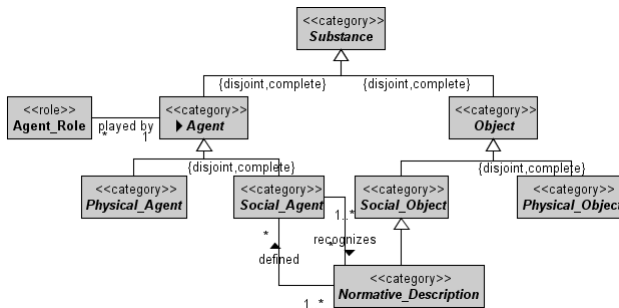 <<category>>
Substance
{disjoint,complete} {disjoint,complete}
<<role>>
Agent_Role
played by
* 1
<<category>>
Agent
<<category>>
Object
{disjoint,complete}
{disjoint,complete}
<<category>>
Physical_Agent
<<category>>
Social_Agent
<<category>>
Social_Object
<<category>>
Physical_Object
1..*
*
*
recognizes
defined
<<category>>
Normative_Description
1..*